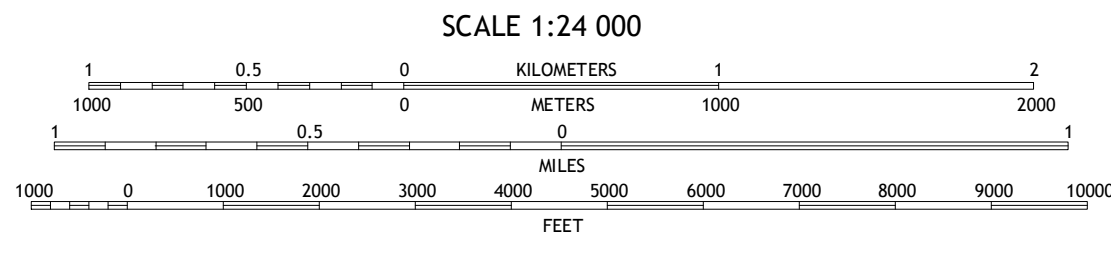 SCALE 1:24 000
1 0.5 0 KILOMETERS 1 2
1000 500 0 METERS 1000 2000
1 0.5 0 1
MILES
1000 0 1000 2000 3000 4000 5000 6000 7000 8000 9000 10000
FEET